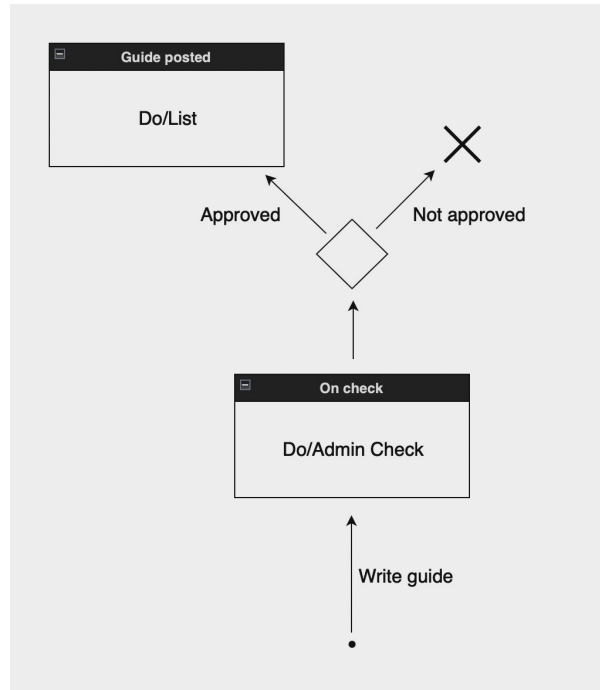 Guide posted
Do/List
Approved
Not approved
On check
Do/Admin Check
Write guide